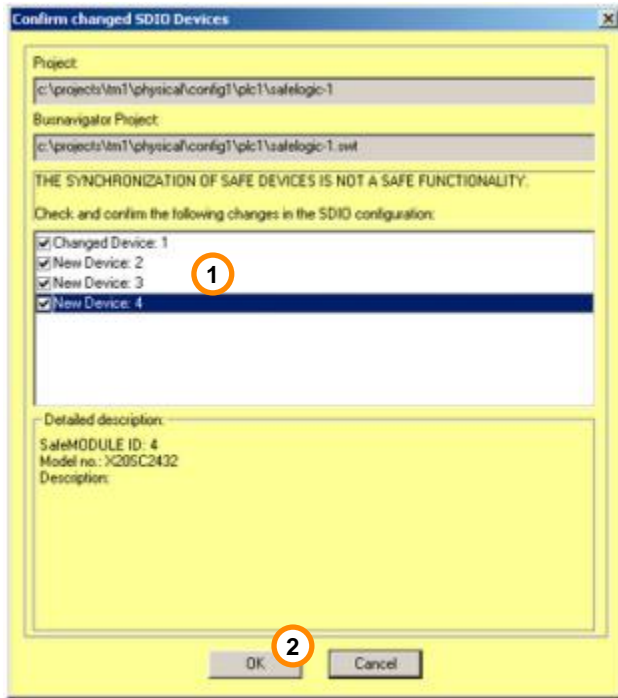 Confirm changed SDIO Devices
Project:
c:\projects\tm1\physical\config1\plc1\safelogic-1
Busnavigator Project:
c:\projects\tm1\physical\config1\plc1\safelogic-1.swt
THE SYNCHRONIZATION OF SAFE DEVICES IS NOT A SAFE FUNCTIONALITY.
Check and confirm the following changes in the SDIO configuration:
Changed Device: 1
New Device: 2
New Device: 3
New Device: 4
1
Detailed description:
SafeMODULE ID: 4
Model no.: X20SC2432
Description:
2
OK
Cancel